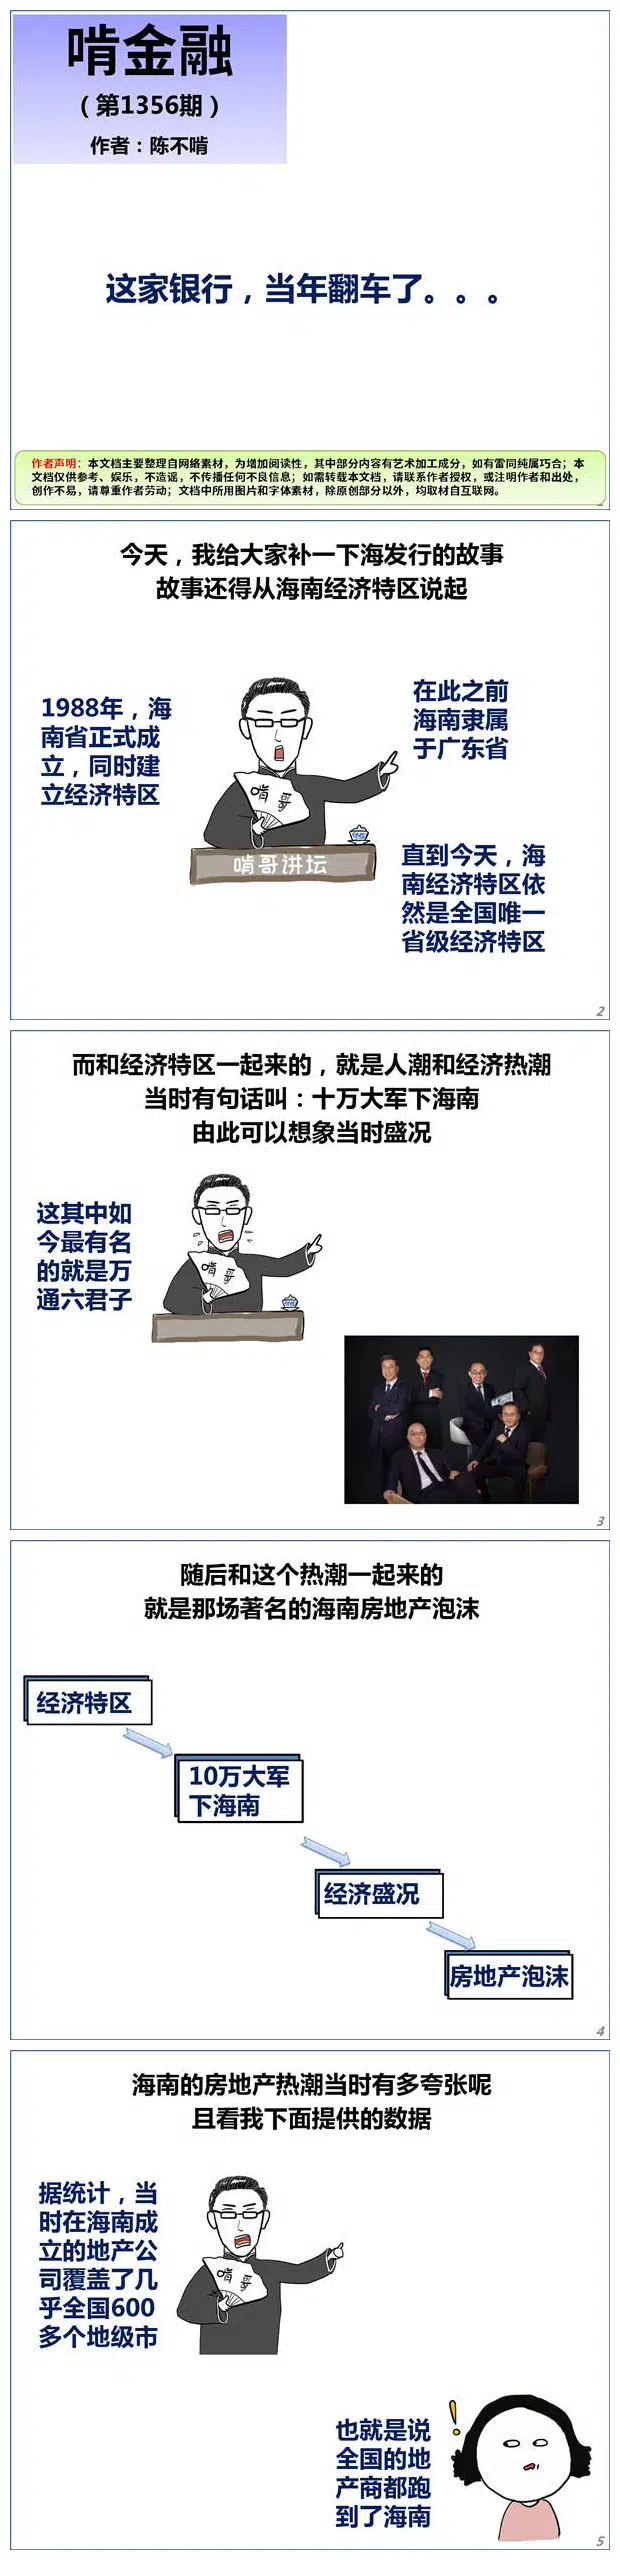 啃金融
（第1356期）
作者：陈不啃
这家银行，当年翻车了。。。
作者声明：本文档主要整理自网络素材，为增加阅读性，其中部分内容有艺术加工成分，如有雷同纯属巧合；本
文档仅供参考、娱乐，不造谣，不传播任何不良信息；如需转载本文档，请联系作者授权，或注明作者和出处，
创作不易，请尊重作者劳动；文档中所用图片和字体素材，除原创部分以外，均取材自互联网。
今天，我给大家补一下海发行的故事
故事还得从海南经济特区说起
1988年，海
南省正式成
立，同时建
立经济特区
在此之前
海南隶属
于广东省
啃哥
啃哥讲坛
直到今天，海
南经济特区依
然是全国唯一
省级经济特区
2
而和经济特区一起来的，就是人潮和经济热潮
当时有句话叫：十万大军下海南
由此可以想象当时盛况
这其中如
今最有名
的就是万
通六君子
啃哥
3
随后和这个热潮一起来的
就是那场著名的海南房地产泡沫
经济特区
10万大军
下海南
经济盛况
房地产泡沫
4
海南的房地产热潮当时有多夸张呢
且看我下面提供的数据
据统计，当
时在海南成
立的地产公
司覆盖了几
乎全国600
多个地级市
啃哥
也就是说
全国的地
产商都跑
到了海南
5